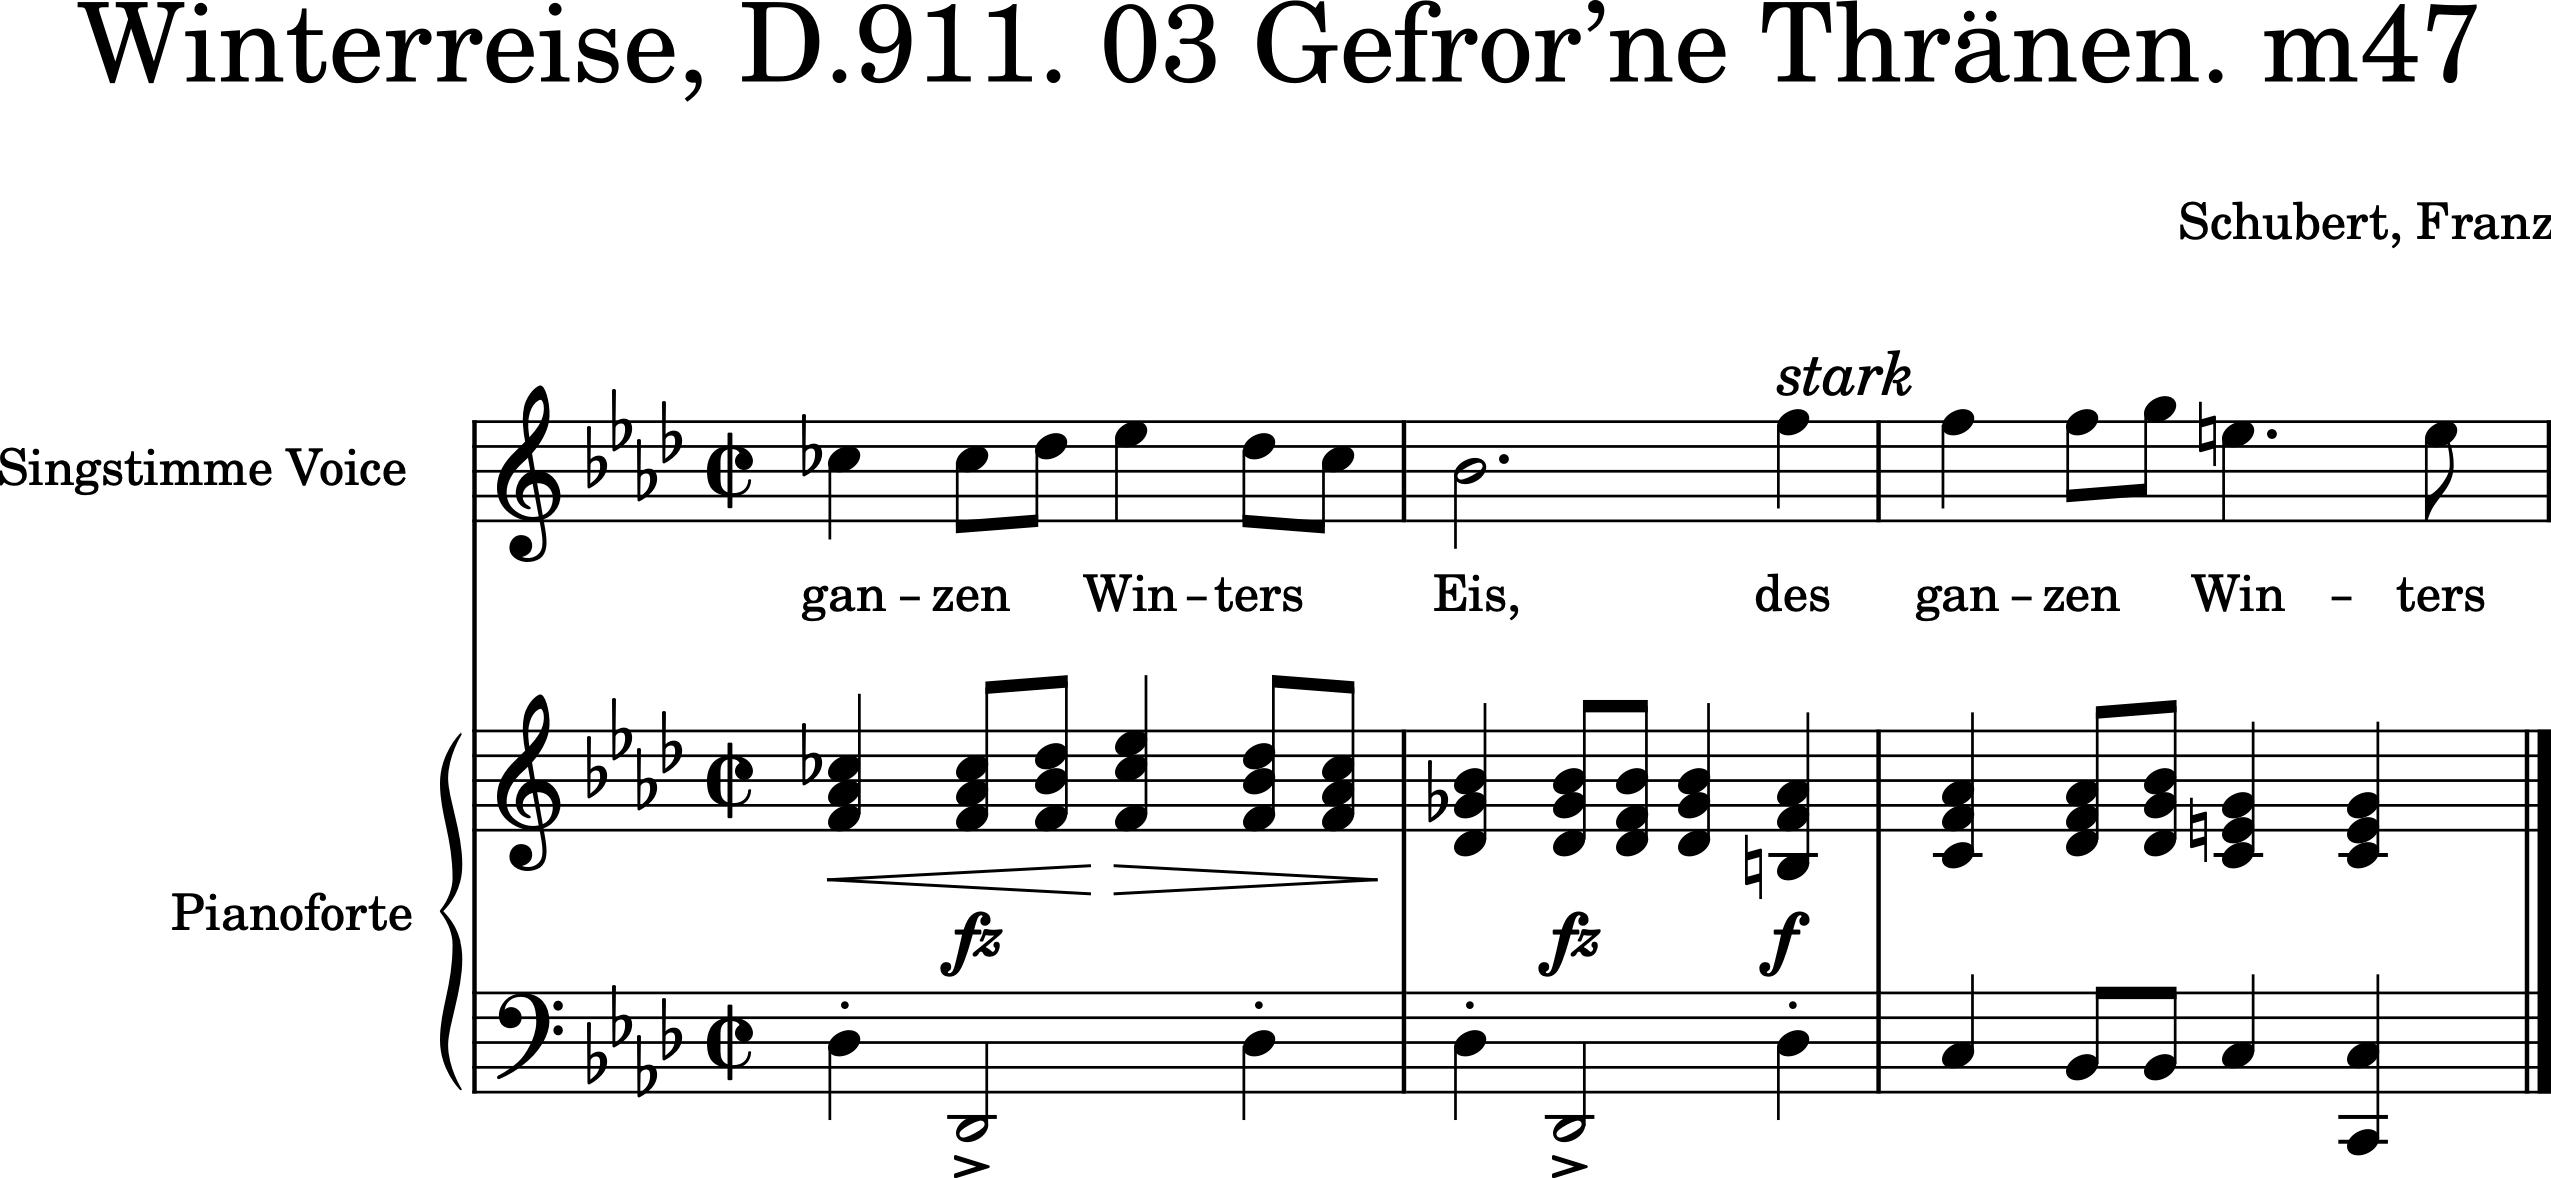 Winterreise, D.911. 03 Gefror’ne Thränen. m47
Schubert, Franz
stark
Singstimme Voice
gan – zen Win – ters Eis, des gan – zen Win – ters
Pianoforte
fz fz f